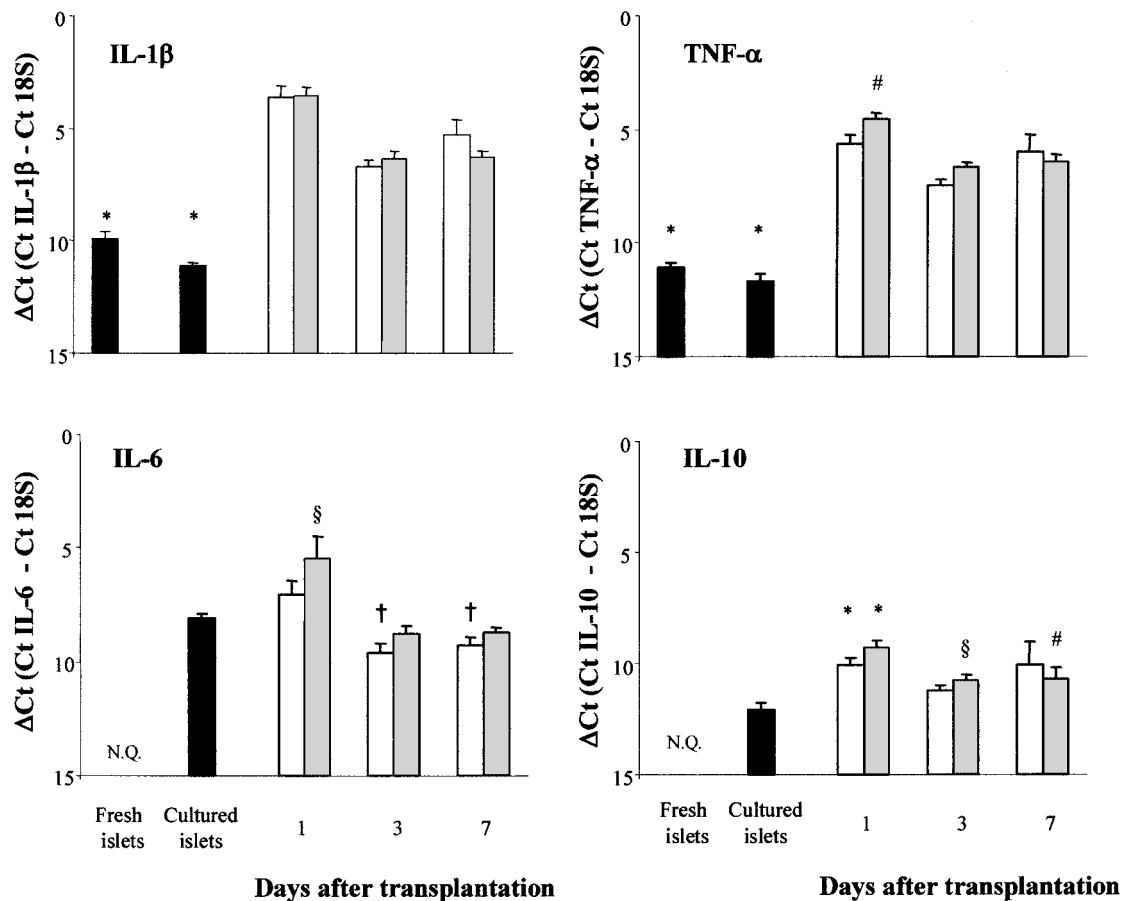 IL-1β
ΔCt (Ct IL-1β - Ct 18S)
0
5
10
15
*
*
TNF-α
ΔCt (Ct TNF-α - Ct 18S)
0
5
10
15
*
*
#
IL-6
ΔCt (Ct IL-6 - Ct 18S)
0
5
10
15
N.Q.
§
†
†
Fresh islets
Cultured islets
1
3
7
Days after transplantation
IL-10
ΔCt (Ct IL-10 - Ct 18S)
0
5
10
15
N.Q.
*
*
§
#
Fresh islets
Cultured islets
1
3
7
Days after transplantation